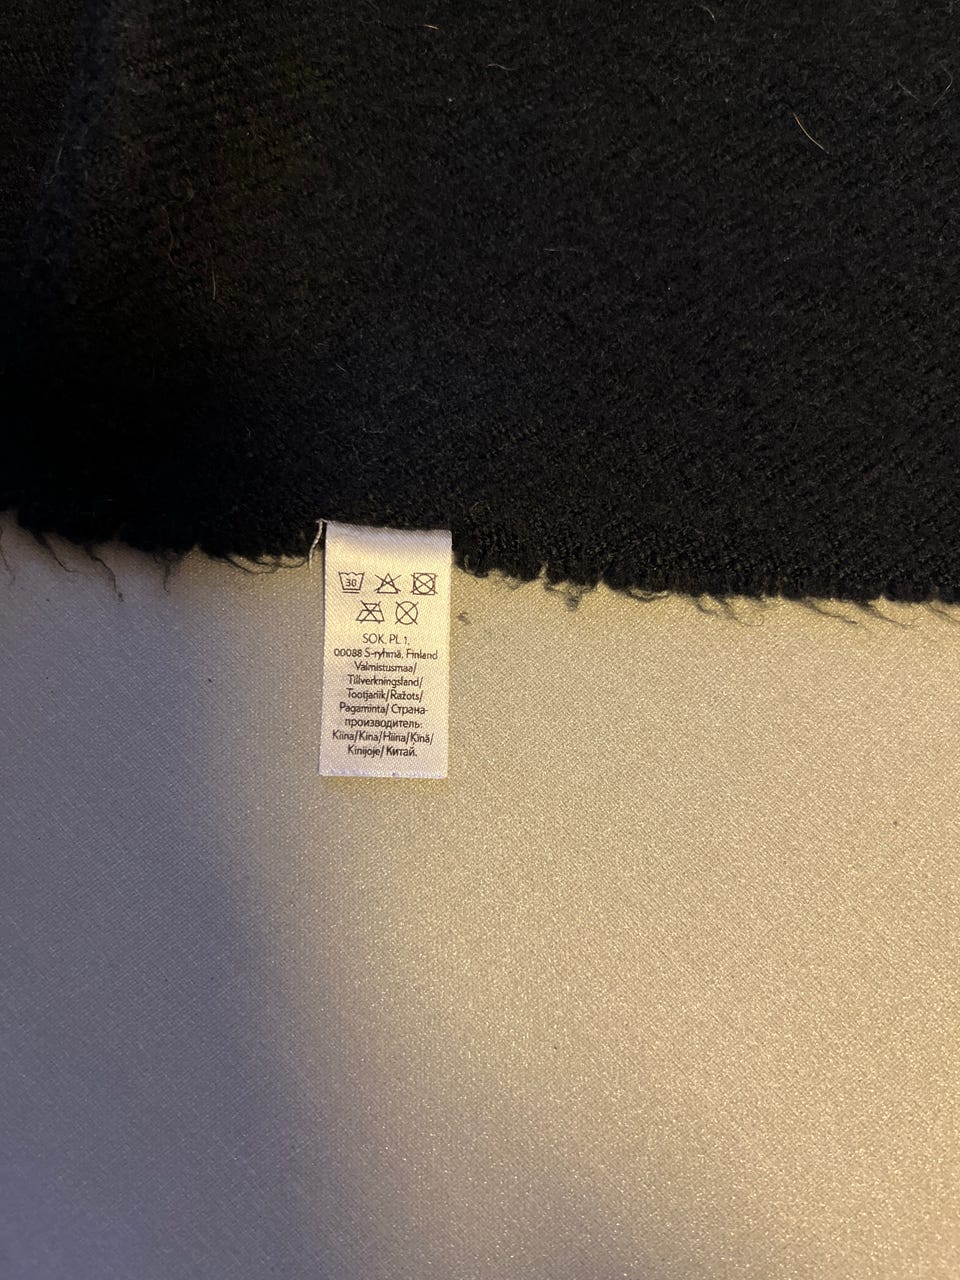 30
SOK, PL 1,
00088 S-ryhmä, Finland
Valmistusmaa/
Tillverkningsland/
Tootjariik/Ražots/
Pagaminta/ Страна-
производитель:
Kiina/Kina/Hiina/Ķīnā/
Kinijoje/ Китай.